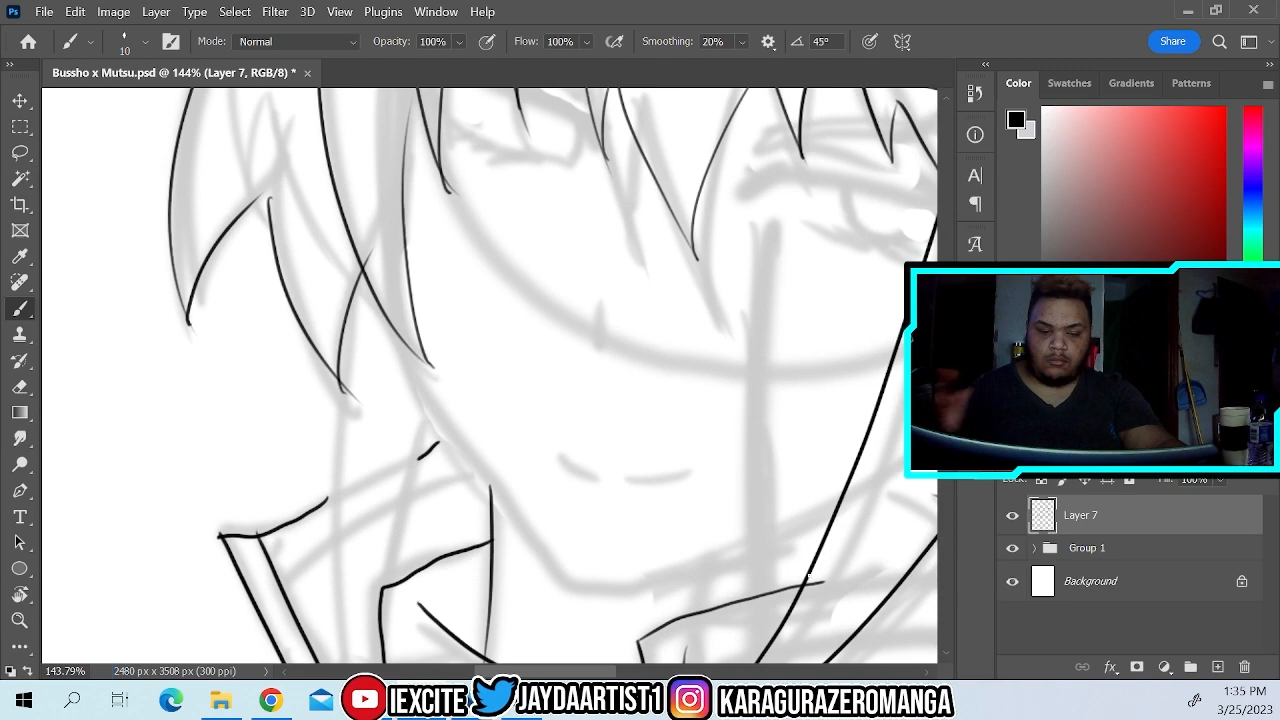 Ps File Edit Image Layer Type Select Filter 3D View Plugins Window Help
10 Mode: Normal Opacity: 100% Flow: 100% Smoothing: 20% 45° Share
Bussho x Mutsu.psd @ 144% (Layer 7, RGB/8) * ×
Color Swatches Gradients Patterns
Lock: 100%
Layer 7
Group 1
Background
143.79% 2480 px x 3508 px (300 ppi)
fx
IEXCITE JAYDAARTIST1 KARAGURAZEROMANGA
1:35 PM
3/25/2023